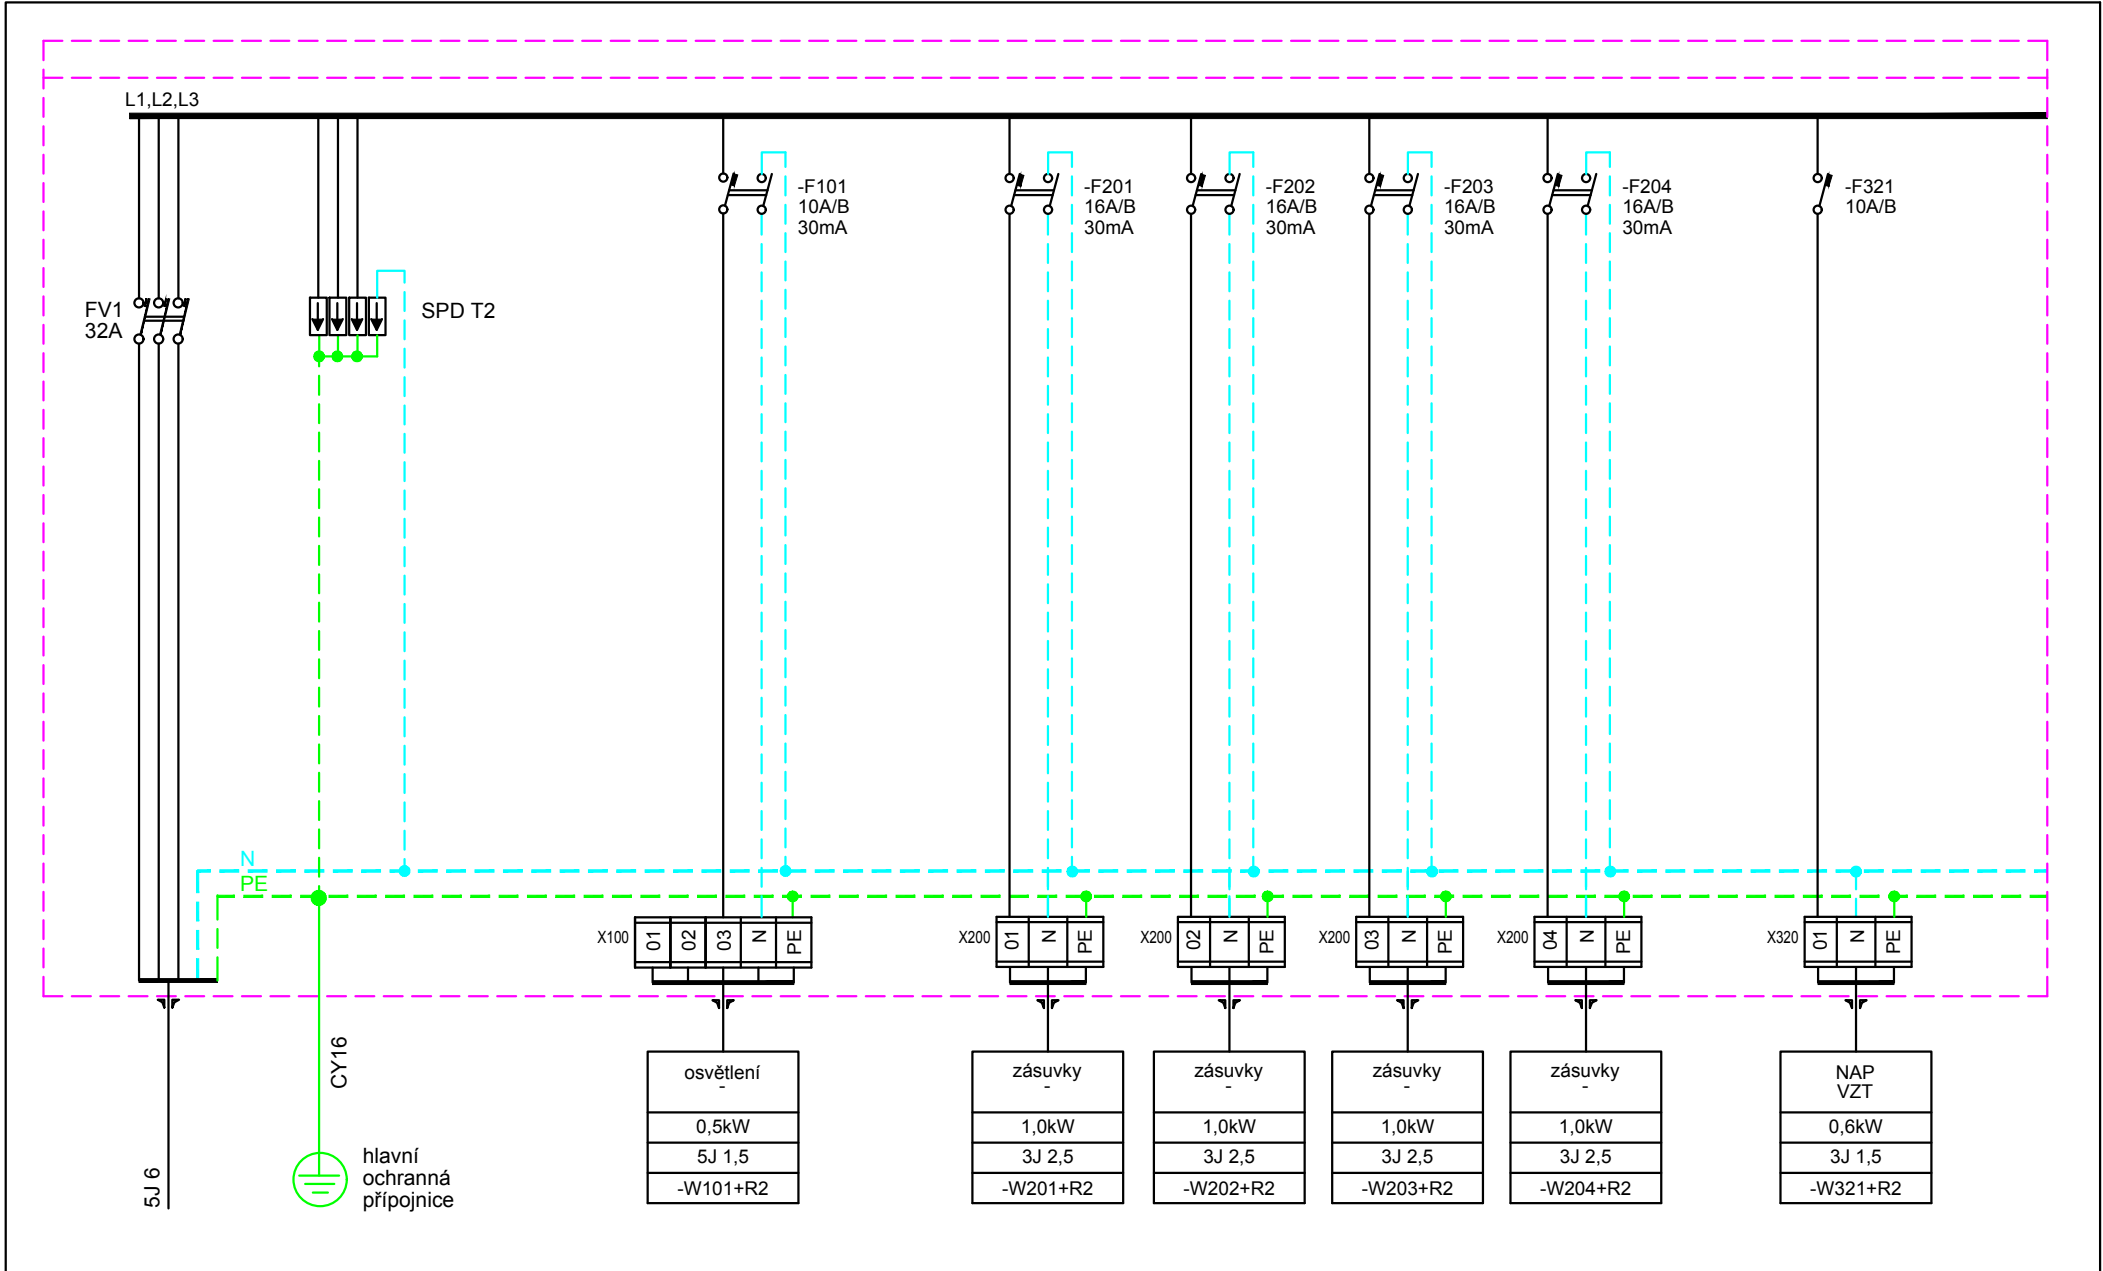 L1,L2,L3
FV1
32A
SPD T2
-F101
10A/B
30mA
-F201
16A/B
30mA
-F202
16A/B
30mA
-F203
16A/B
30mA
-F204
16A/B
30mA
-F321
10A/B
N
PE
X100
01
02
03
N
PE
X200
01
N
PE
X200
02
N
PE
X200
03
N
PE
X200
04
N
PE
X320
01
N
PE
5J 6
CY16
hlavní
ochranná
přípojnice
osvětlení
-
0,5kW
5J 1,5
-W101+R2
zásuvky
-
1,0kW
3J 2,5
-W201+R2
zásuvky
-
1,0kW
3J 2,5
-W202+R2
zásuvky
-
1,0kW
3J 2,5
-W203+R2
zásuvky
-
1,0kW
3J 2,5
-W204+R2
NAP
VZT
0,6kW
3J 1,5
-W321+R2